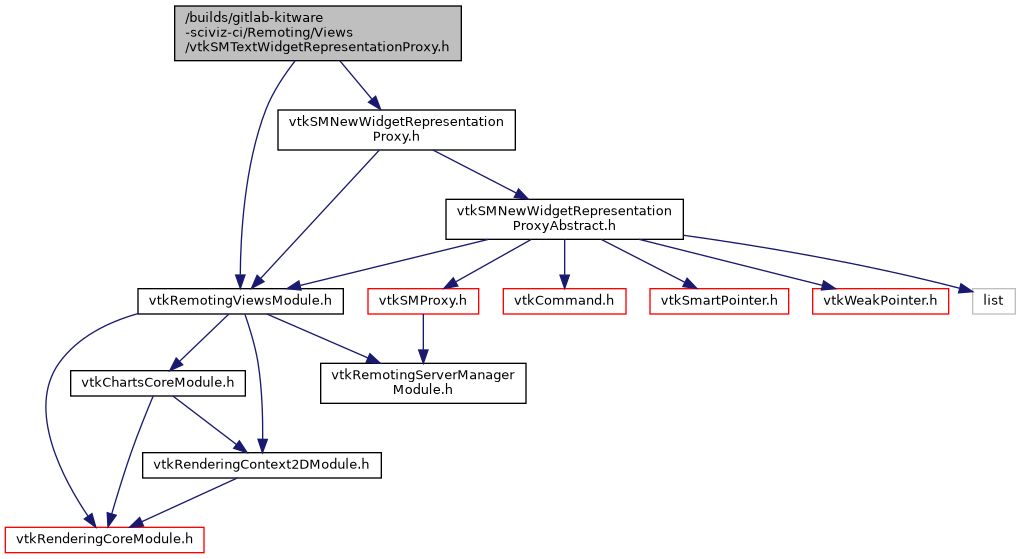 /builds/gitlab-kitware
-sciviz-ci/Remoting/Views
/vtkSMTextWidgetRepresentationProxy.h
vtkSMNewWidgetRepresentation
Proxy.h
vtkSMNewWidgetRepresentation
ProxyAbstract.h
vtkRemotingViewsModule.h
vtkSMProxy.h
vtkCommand.h
vtkSmartPointer.h
vtkWeakPointer.h
list
vtkChartsCoreModule.h
vtkRemotingServerManager
Module.h
vtkRenderingContext2DModule.h
vtkRenderingCoreModule.h